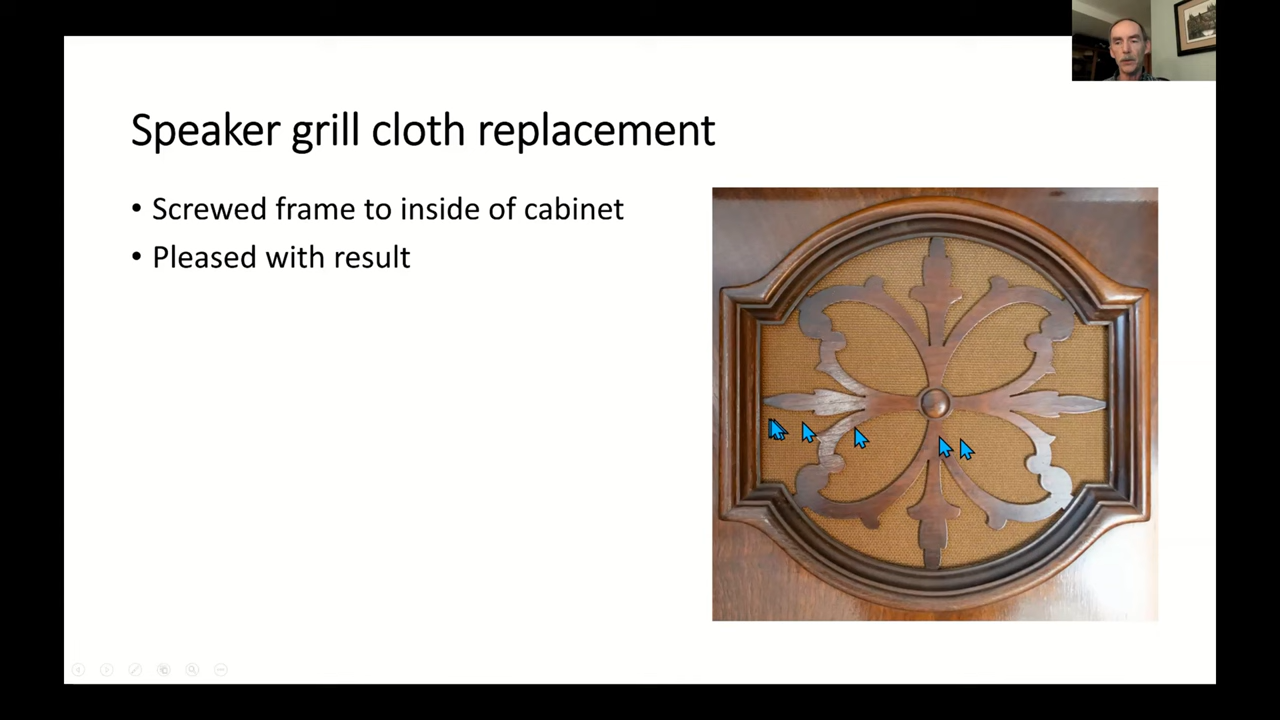 Speaker grill cloth replacement
• Screwed frame to inside of cabinet
• Pleased with result